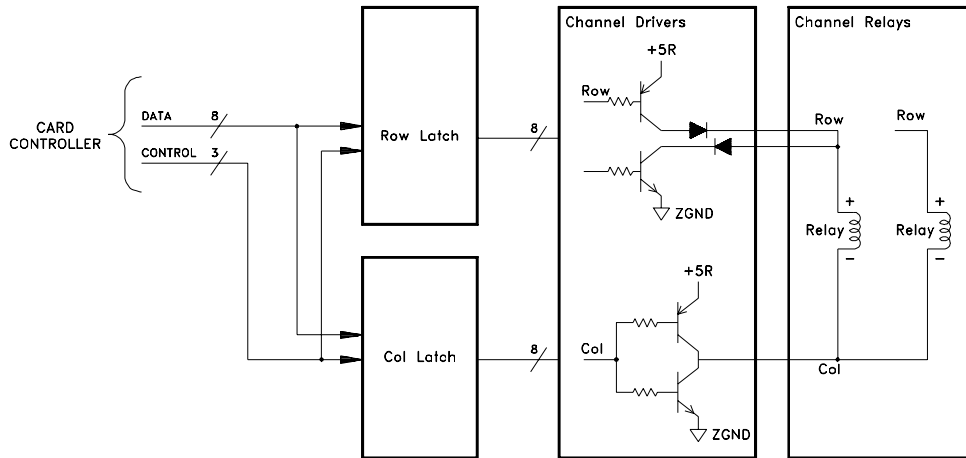 CARD
CONTROLLER
DATA
8
CONTROL
3
Row Latch
8
Col Latch
8
Channel Drivers
+5R
Row
ZGND
+5R
Col
ZGND
Channel Relays
Row
Row
+
+
Relay
Relay
−
−
Col